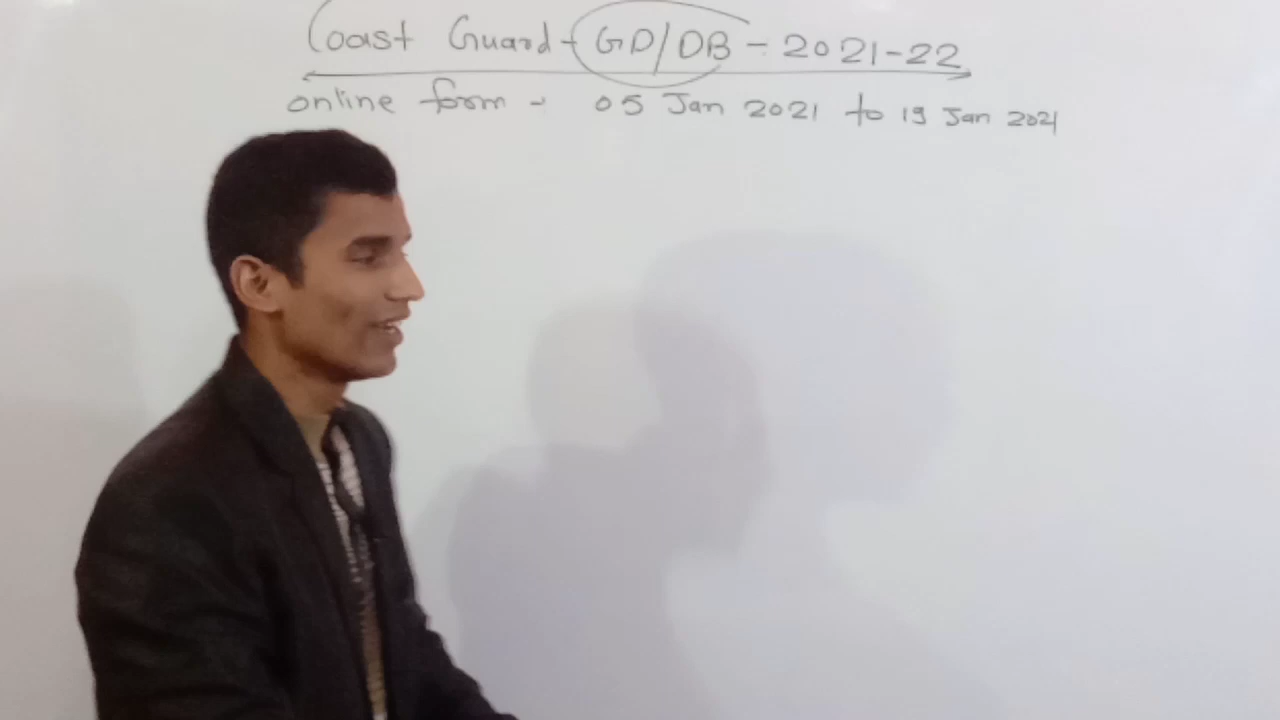 Coast Guard - GD/DB - 2021-22
online form - 05 Jan 2021 to 19 Jan 2021